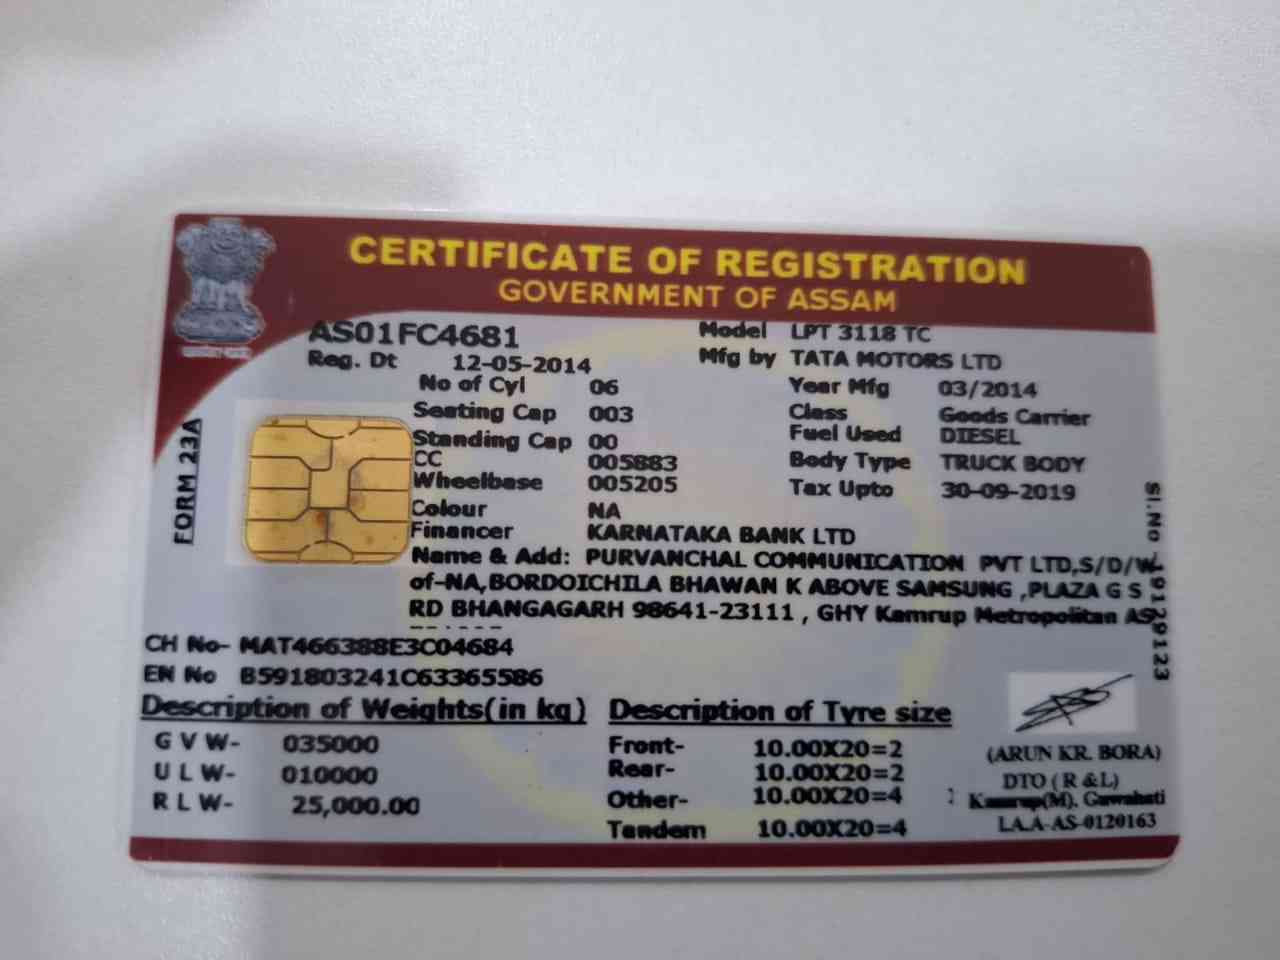 CERTIFICATE OF REGISTRATION
GOVERNMENT OF ASSAM
AS01FC4681 Model LPT 3118 TC
Reg. Dt 12-05-2014 Mfg by TATA MOTORS LTD
No of Cyl 06 Year Mfg 03/2014
Seating Cap 003 Class Goods Carrier
Standing Cap 00 Fuel Used DIESEL
CC 005883 Body Type TRUCK BODY
Wheelbase 005205 Tax Upto 30-09-2019
Colour NA
Financer KARNATAKA BANK LTD
Name & Add: PURVANCHAL COMMUNICATION PVT LTD,S/D/W
of-NA,BORDOICHILA BHAWAN K ABOVE SAMSUNG ,PLAZA G S
RD BHANGAGARH 98641-23111 , GHY Kamrup Metropolitan AS
FORM 23A
Sl.No
CH No- MAT466388E3C04684
EN No B591803241C63365586
Description of Weights(in kg) Description of Tyre size
G V W- 035000 Front- 10.00X20=2
U L W- 010000 Rear- 10.00X20=2
R L W- 25,000.00 Other- 10.00X20=4
Tandem 10.00X20=4
(ARUN KR. BORA)
DTO (R &L)
Kamrup(M), Guwahati
LA.A-AS-0120163